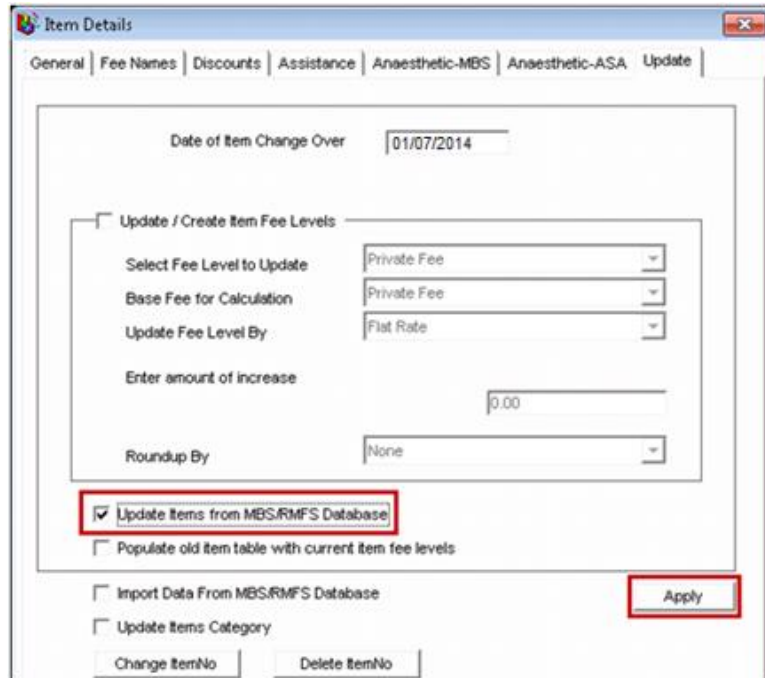 Item Details
General Fee Names Discounts Assistance Anaesthetic-MBS Anaesthetic-ASA Update
Date of Item Change Over 01/07/2014
Update / Create Item Fee Levels
Select Fee Level to Update Private Fee
Base Fee for Calculation Private Fee
Update Fee Level By Flat Rate
Enter amount of increase
0.00
Roundup By None
Update Items from MBS/RMFS Database
Populate old item table with current item fee levels
Import Data From MBS/RMFS Database Apply
Update Items Category
Change ItemNo Delete ItemNo